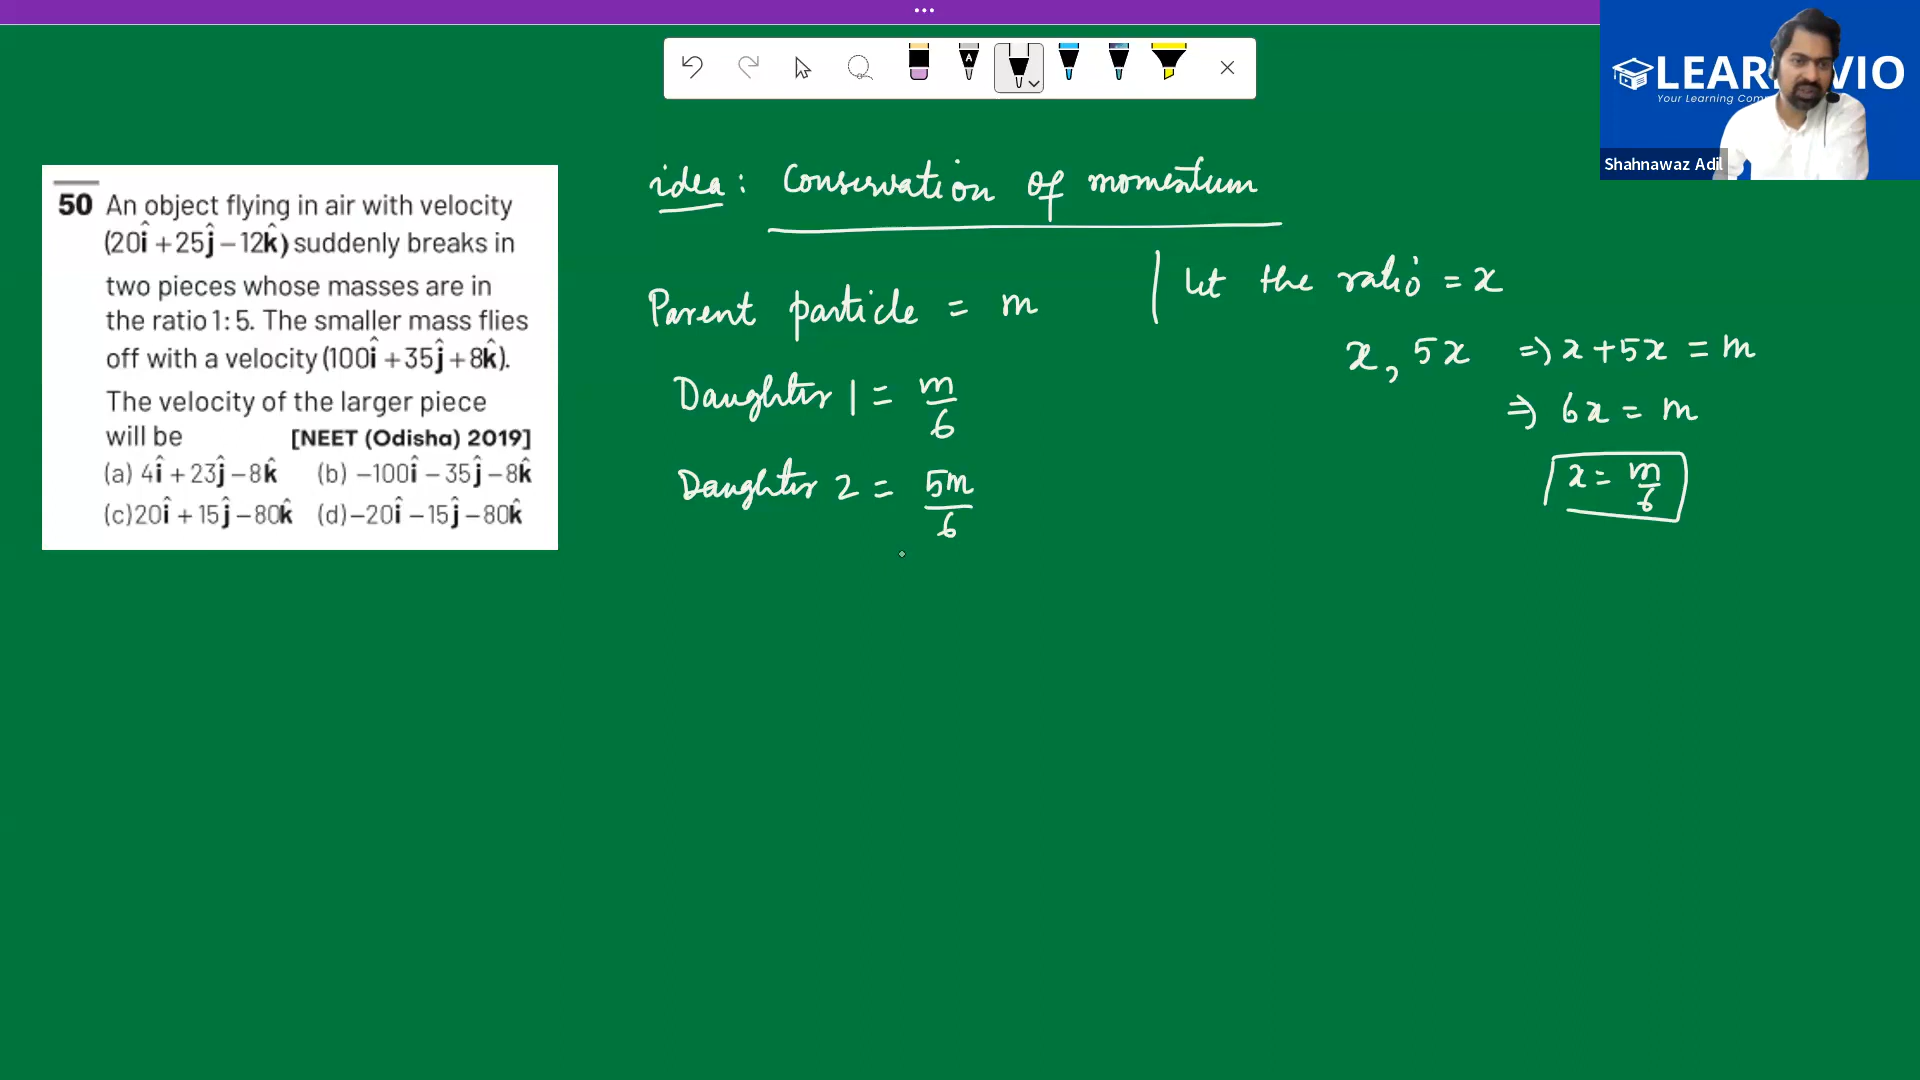 ...
LEAR VIO
Your Learning Com
Shahnawaz Adil
50 An object flying in air with velocity
(20î + 25ĵ – 12k̂) suddenly breaks in
two pieces whose masses are in
the ratio 1 : 5. The smaller mass flies
off with a velocity (100î + 35ĵ + 8k̂).
The velocity of the larger piece
will be [NEET (Odisha) 2019]
(a) 4î + 23ĵ – 8k̂ (b) –100î – 35ĵ – 8k̂
(c) 20î + 15ĵ – 80k̂ (d) –20î – 15ĵ – 80k̂
idea : Conservation of momentum
Parent particle = m
Daughter 1 = m/6
Daughter 2 = 5m/6
let the ratio = x
x, 5x ⇒ x + 5x = m
⇒ 6x = m
x = m/6